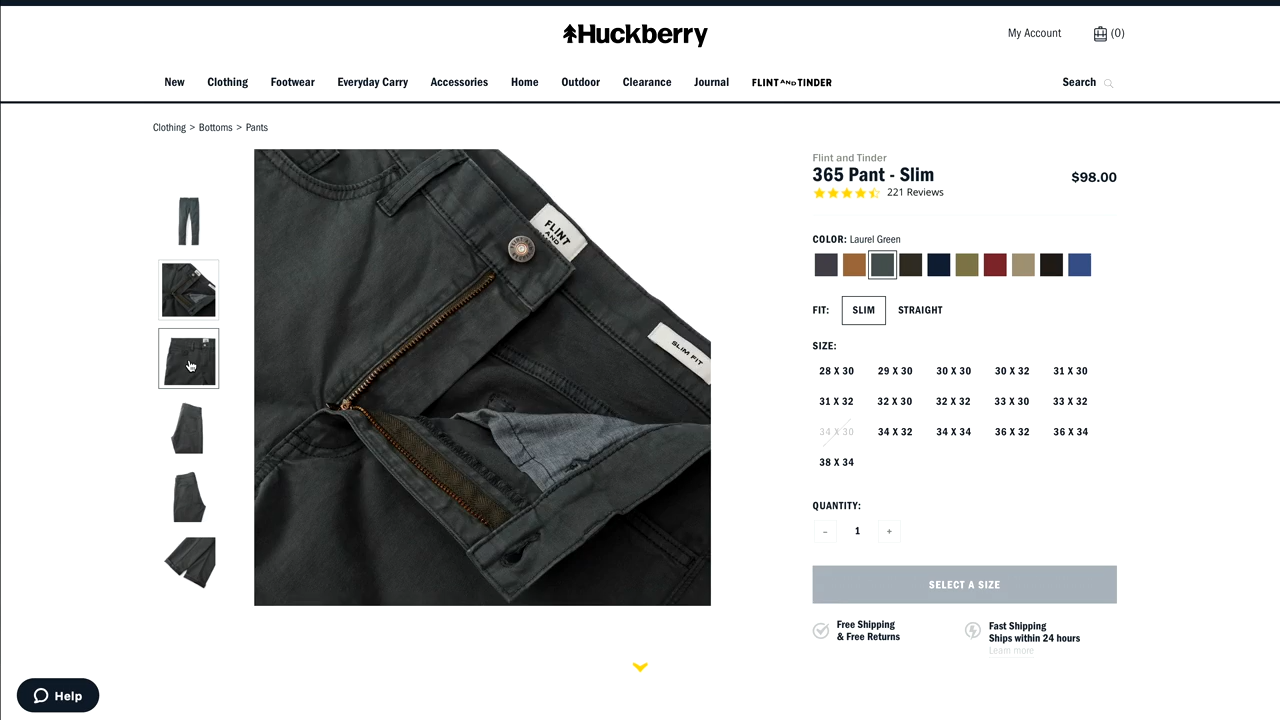 Huckberry
My Account
(0)
New Clothing Footwear Everyday Carry Accessories Home Outdoor Clearance Journal FLINT AND TINDER
Search
Clothing > Bottoms > Pants
FLINT
AND
SLIM FIT
Flint and Tinder
365 Pant - Slim
$98.00
221 Reviews
COLOR: Laurel Green
FIT: SLIM STRAIGHT
SIZE:
28 X 30 29 X 30 30 X 30 30 X 32 31 X 30
31 X 32 32 X 30 32 X 32 33 X 30 33 X 32
34 X 30 34 X 32 34 X 34 36 X 32 36 X 34
38 X 34
QUANTITY:
– 1 +
SELECT A SIZE
Free Shipping
& Free Returns
Fast Shipping
Ships within 24 hours
Learn more
Help